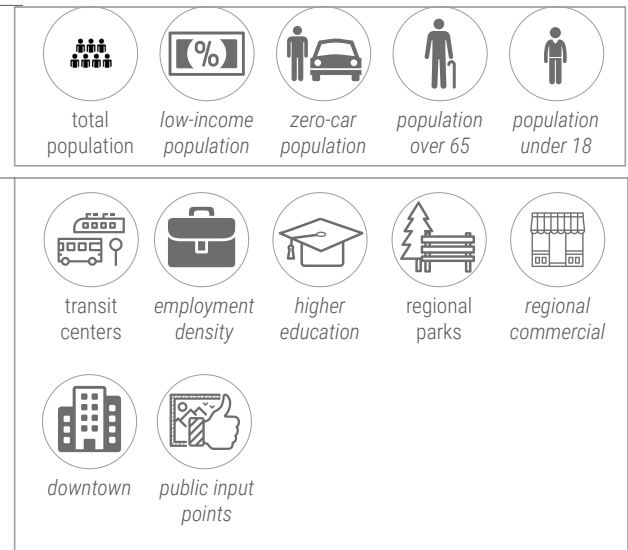 (%)
total
population
low-income
population
zero-car
population
population
over 65
population
under 18
transit
centers
employment
density
higher
education
regional
parks
regional
commercial
downtown
public input
points